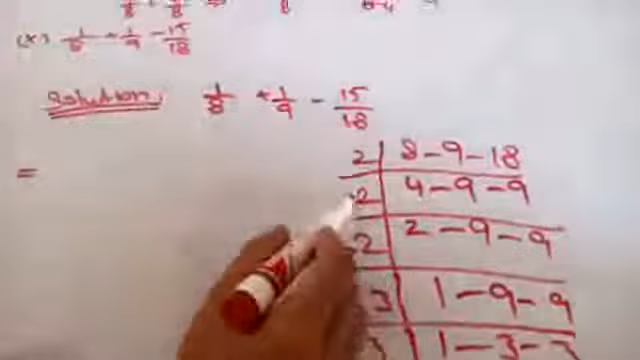 (x) 1/8 + 1/9 - 15/18
Solution: 1/8 + 1/9 - 15/18
=
2 | 8-9-18
2 | 4-9-9
2 | 2-9-9
3 | 1-9-9
3 | 1-3-3